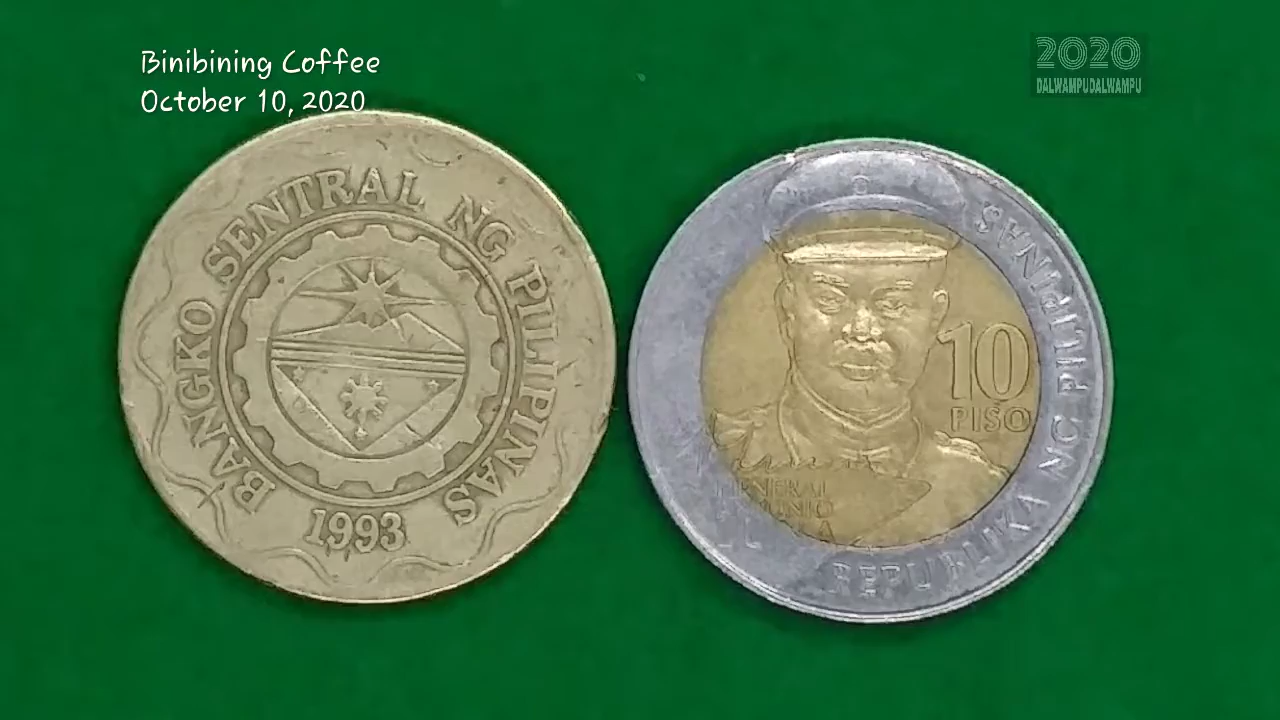 Binibining Coffee
October 10, 2020
2020
DALWAMPUDALWAMPU
BANGKO SENTRAL NG PILIPINAS
1993
10
PISO
REPUBLIKA NG PILIPINAS